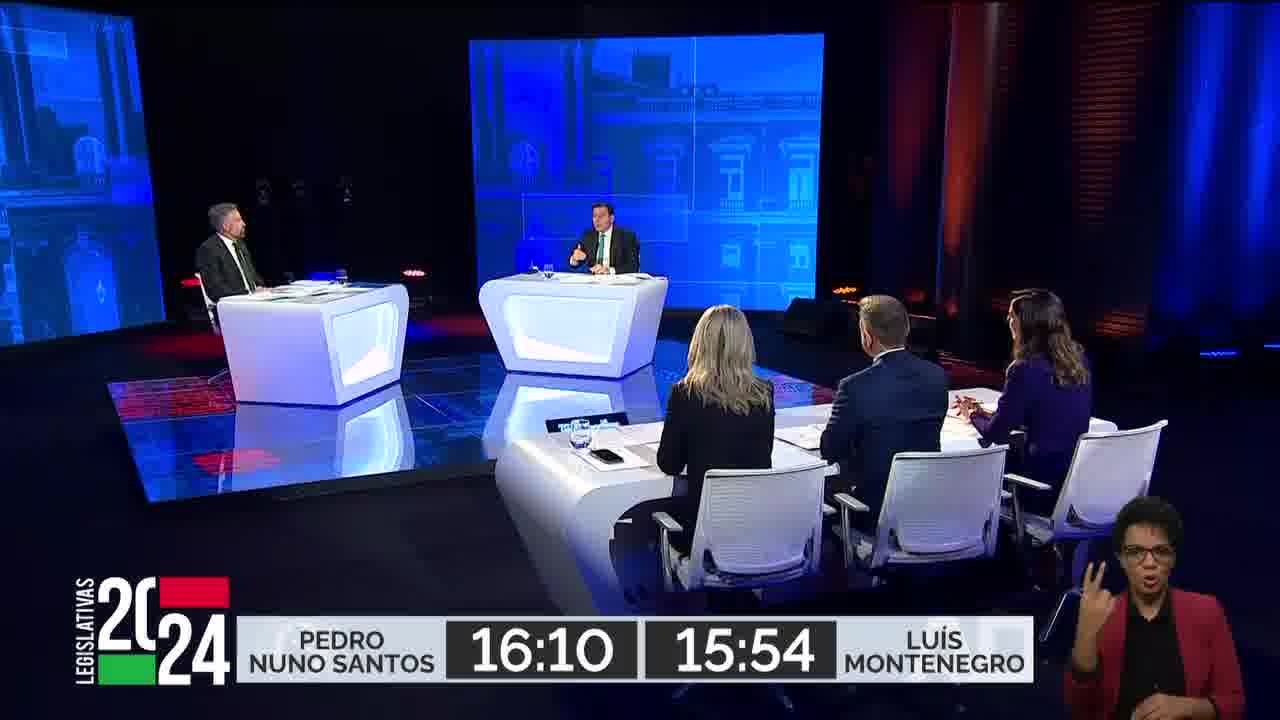 LEGISLATIVAS
2024
PEDRO
NUNO SANTOS
16:10
15:54
LUÍS
MONTENEGRO